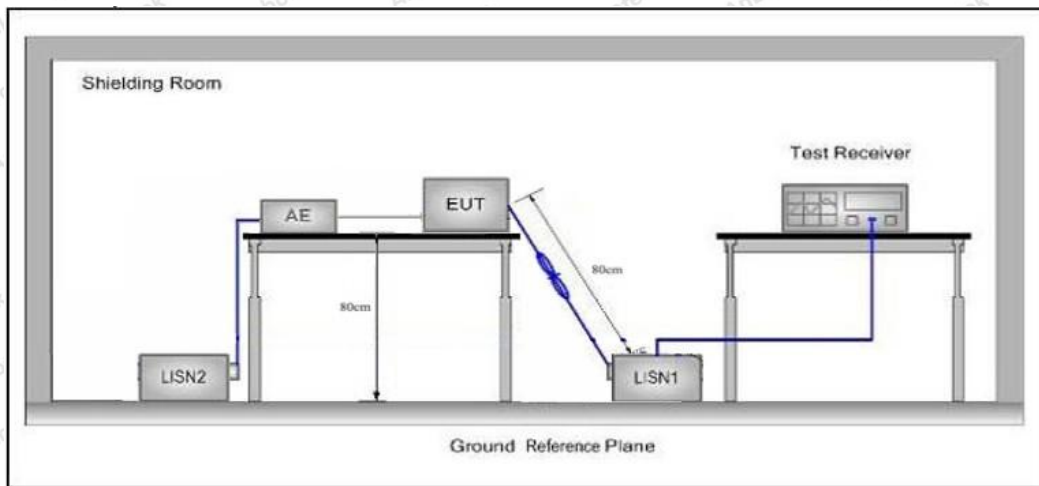 Shielding Room
Test Receiver
AE
EUT
80cm
80cm
LISN2
LISN1
Ground Reference Plane